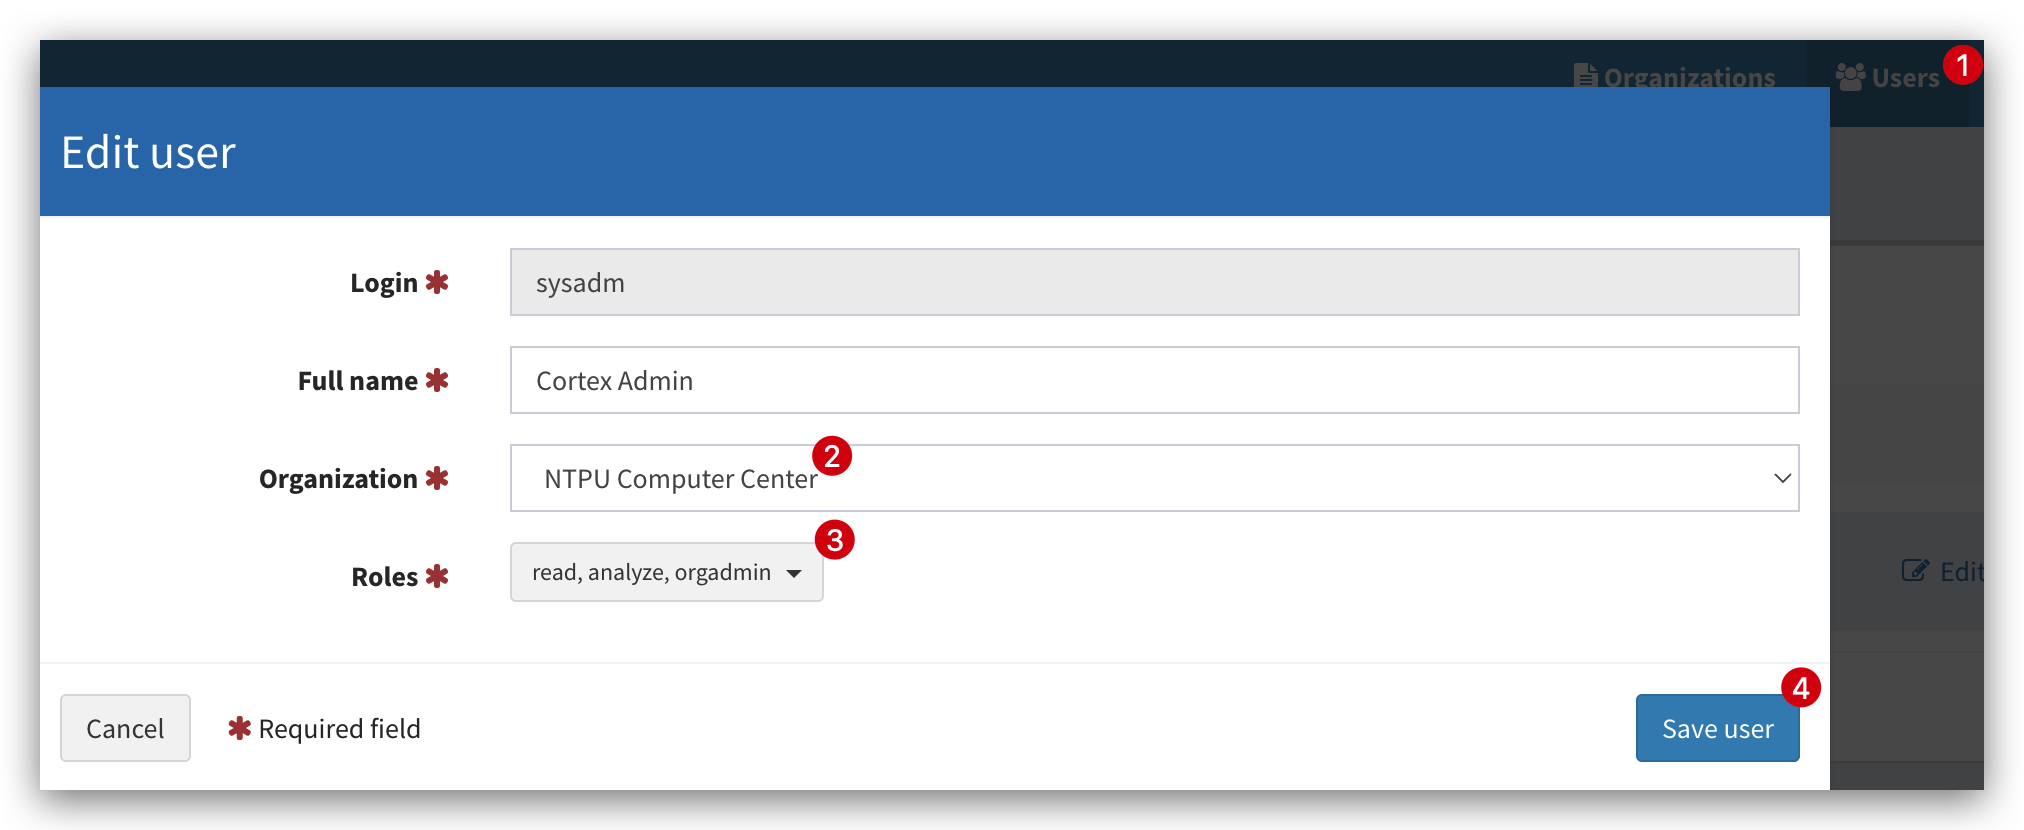 Organizations Users 1
Edit user
Login ✱ sysadm
Full name ✱ Cortex Admin
Organization ✱ NTPU Computer Center 2
Roles ✱ read, analyze, orgadmin 3
Edit
Cancel ✱ Required field Save user 4